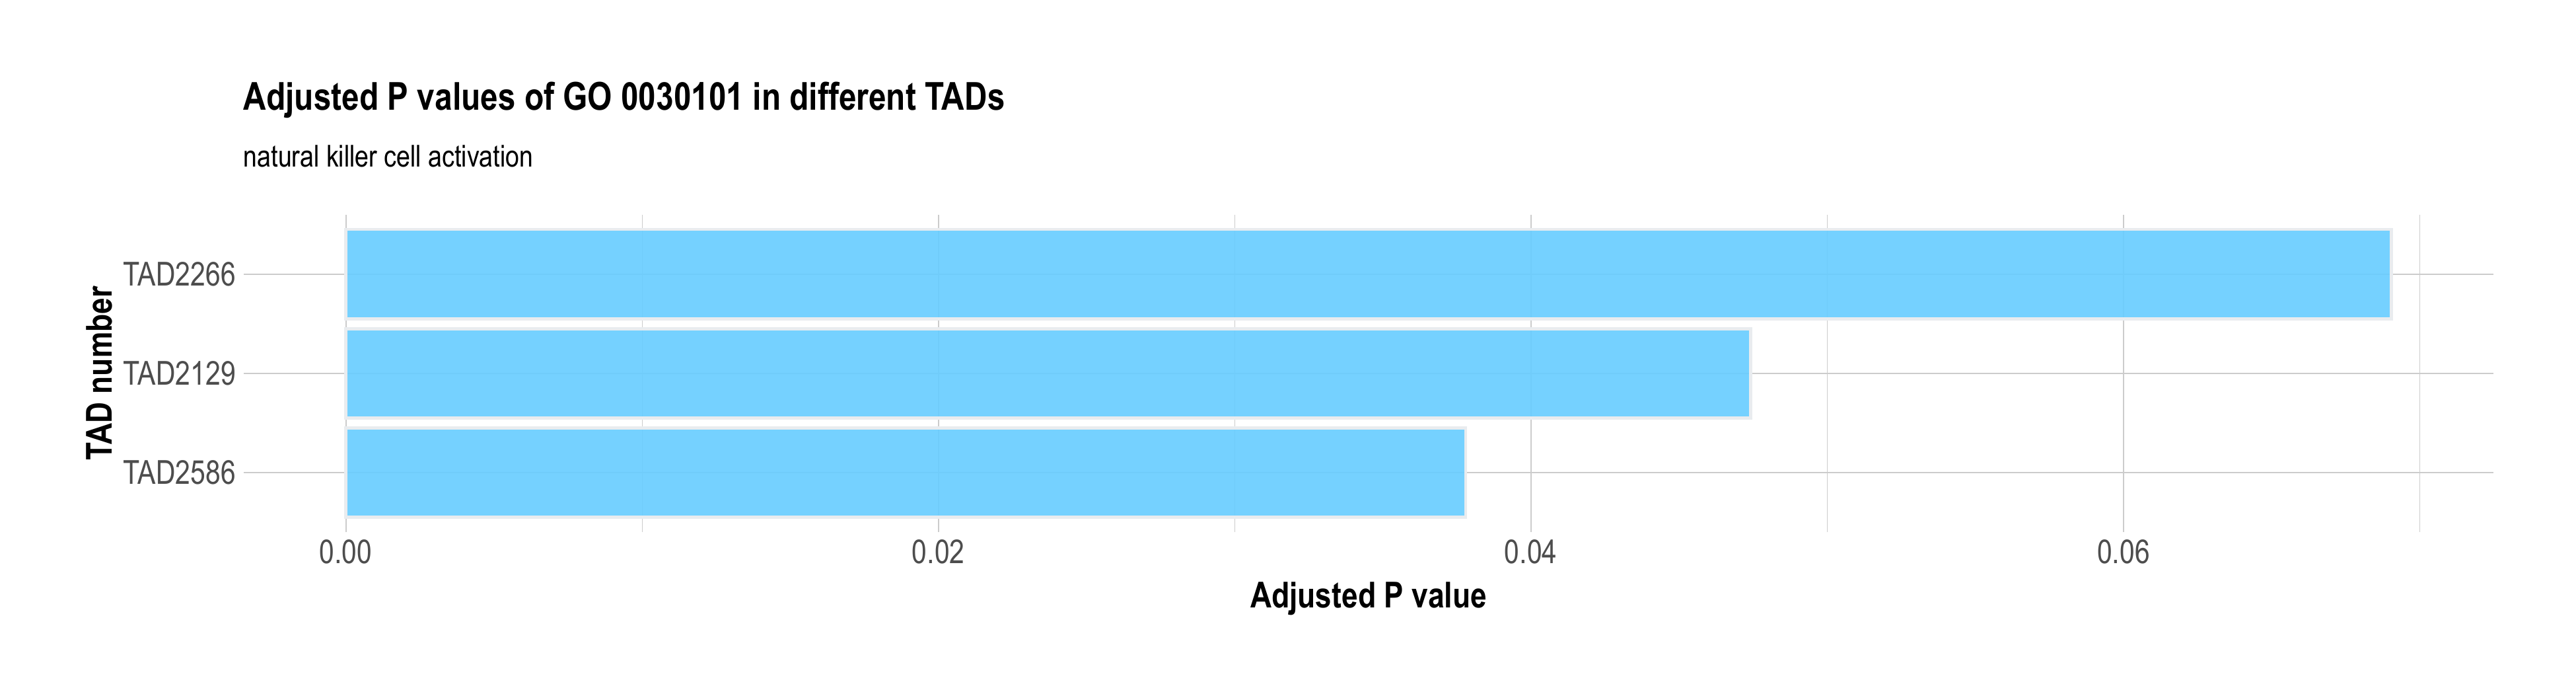 Adjusted P values of GO 0030101 in different TADs
natural killer cell activation
TAD number
TAD2266
TAD2129
TAD2586
0.00 0.02 0.04 0.06
Adjusted P value